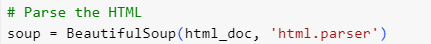 # Parse the HTML
soup = BeautifulSoup(html_doc, 'html.parser')